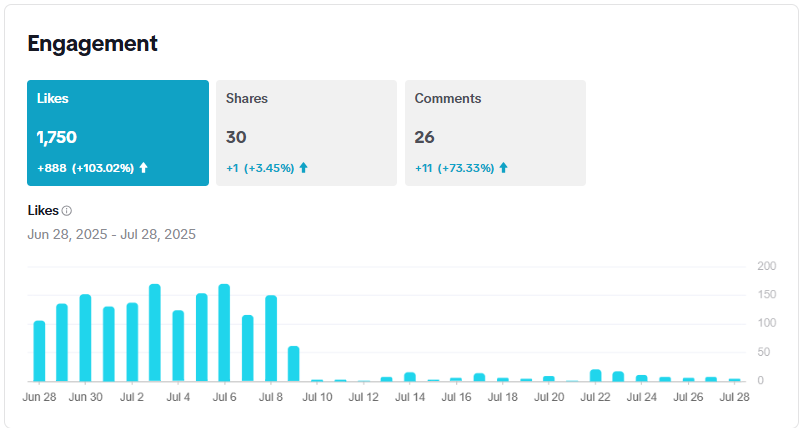 Engagement
Likes Shares Comments
1,750 30 26
+888 (+103.02%) +1 (+3.45%) +11 (+73.33%)
Likes
Jun 28, 2025 - Jul 28, 2025
200
150
100
50
0
Jun 28 Jun 30 Jul 2 Jul 4 Jul 6 Jul 8 Jul 10 Jul 12 Jul 14 Jul 16 Jul 18 Jul 20 Jul 22 Jul 24 Jul 26 Jul 28